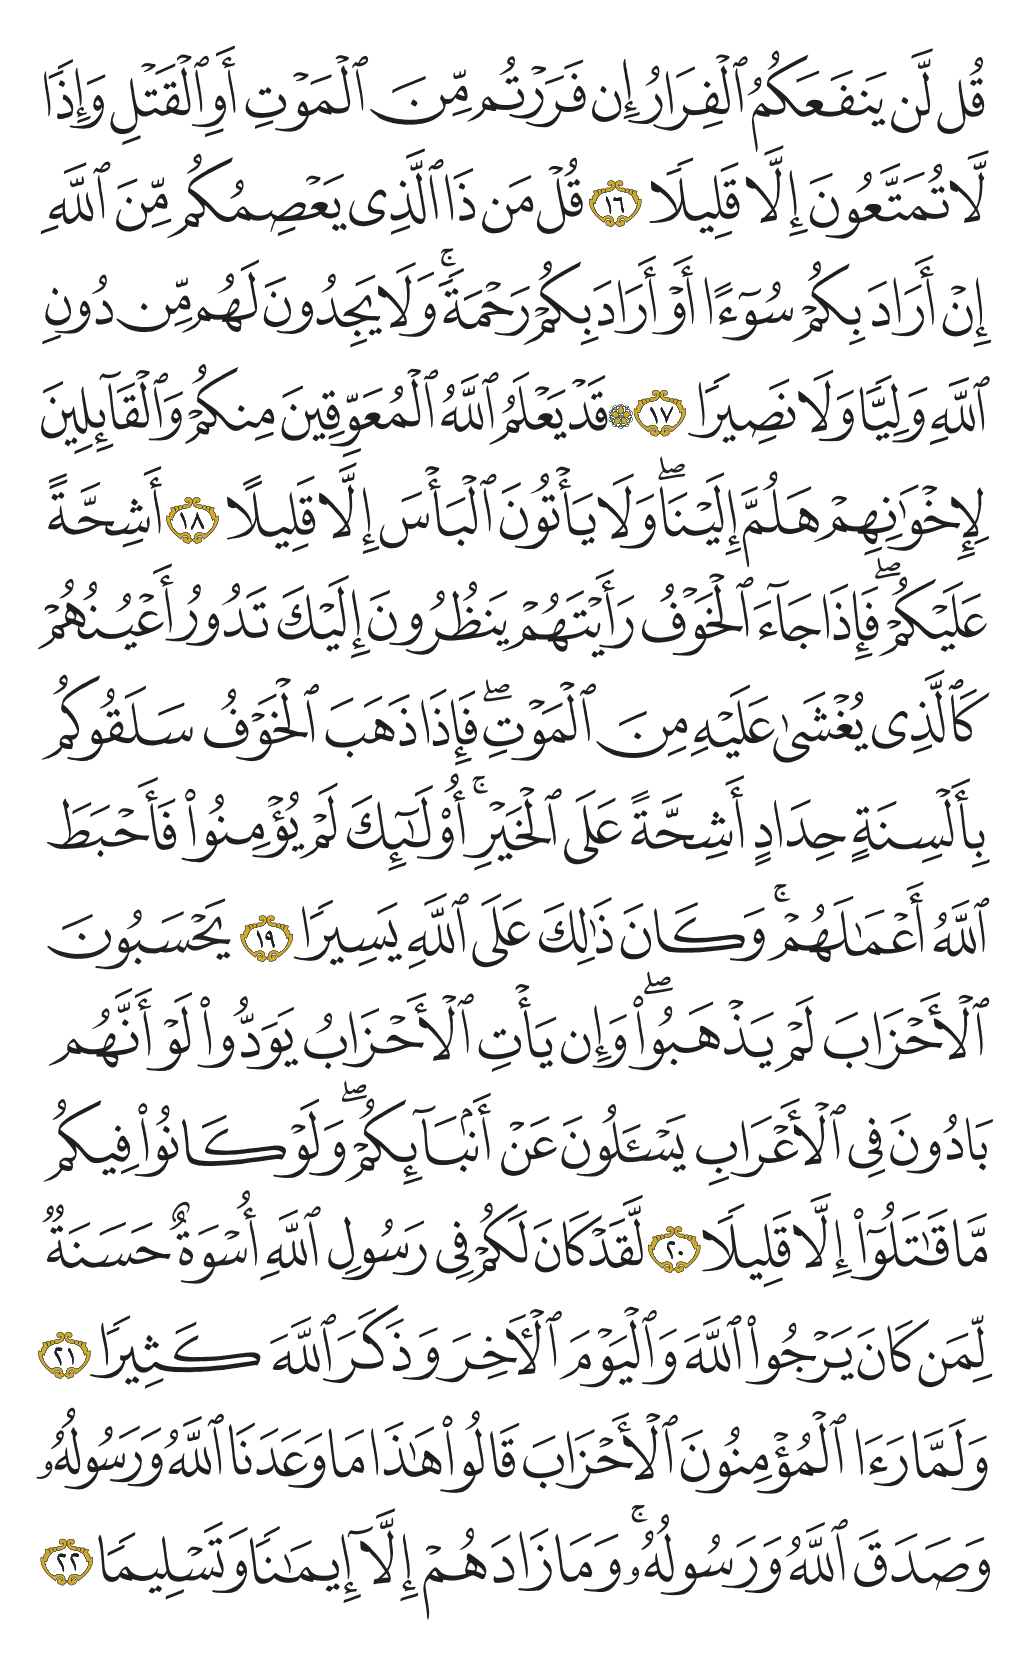 قُل لَّن يَنفَعَكُمُ ٱلْفِرَارُ إِن فَرَرْتُم مِّنَ ٱلْمَوْتِ أَوِ ٱلْقَتْلِ وَإِذًا
لَّا تُمَتَّعُونَ إِلَّا قَلِيلًا ١٦ قُلْ مَن ذَا ٱلَّذِى يَعْصِمُكُم مِّنَ ٱللَّهِ
إِنْ أَرَادَ بِكُمْ سُوٓءًا أَوْ أَرَادَ بِكُمْ رَحْمَةً ۚ وَلَا يَجِدُونَ لَهُم مِّن دُونِ
ٱللَّهِ وَلِيًّا وَلَا نَصِيرًا ١٧ ۞ قَدْ يَعْلَمُ ٱللَّهُ ٱلْمُعَوِّقِينَ مِنكُمْ وَٱلْقَآئِلِينَ
لِإِخْوَٰنِهِمْ هَلُمَّ إِلَيْنَا ۖ وَلَا يَأْتُونَ ٱلْبَأْسَ إِلَّا قَلِيلًا ١٨ أَشِحَّةً
عَلَيْكُمْ ۖ فَإِذَا جَآءَ ٱلْخَوْفُ رَأَيْتَهُمْ يَنظُرُونَ إِلَيْكَ تَدُورُ أَعْيُنُهُمْ
كَٱلَّذِى يُغْشَىٰ عَلَيْهِ مِنَ ٱلْمَوْتِ ۖ فَإِذَا ذَهَبَ ٱلْخَوْفُ سَلَقُوكُم
بِأَلْسِنَةٍ حِدَادٍ أَشِحَّةً عَلَى ٱلْخَيْرِ ۚ أُو۟لَـٰٓئِكَ لَمْ يُؤْمِنُوا۟ فَأَحْبَطَ
ٱللَّهُ أَعْمَـٰلَهُمْ ۚ وَكَانَ ذَٰلِكَ عَلَى ٱللَّهِ يَسِيرًا ١٩ يَحْسَبُونَ
ٱلْأَحْزَابَ لَمْ يَذْهَبُوا۟ ۖ وَإِن يَأْتِ ٱلْأَحْزَابُ يَوَدُّوا۟ لَوْ أَنَّهُم
بَادُونَ فِى ٱلْأَعْرَابِ يَسْـَٔلُونَ عَنْ أَنۢبَآئِكُمْ ۖ وَلَوْ كَانُوا۟ فِيكُم
مَّا قَـٰتَلُوٓا۟ إِلَّا قَلِيلًا ٢٠ لَّقَدْ كَانَ لَكُمْ فِى رَسُولِ ٱللَّهِ أُسْوَةٌ حَسَنَةٌ
لِّمَن كَانَ يَرْجُوا۟ ٱللَّهَ وَٱلْيَوْمَ ٱلْـَٔاخِرَ وَذَكَرَ ٱللَّهَ كَثِيرًا ٢١
وَلَمَّا رَءَا ٱلْمُؤْمِنُونَ ٱلْأَحْزَابَ قَالُوا۟ هَـٰذَا مَا وَعَدَنَا ٱللَّهُ وَرَسُولُهُۥ
وَصَدَقَ ٱللَّهُ وَرَسُولُهُۥ ۚ وَمَا زَادَهُمْ إِلَّآ إِيمَـٰنًا وَتَسْلِيمًا ٢٢